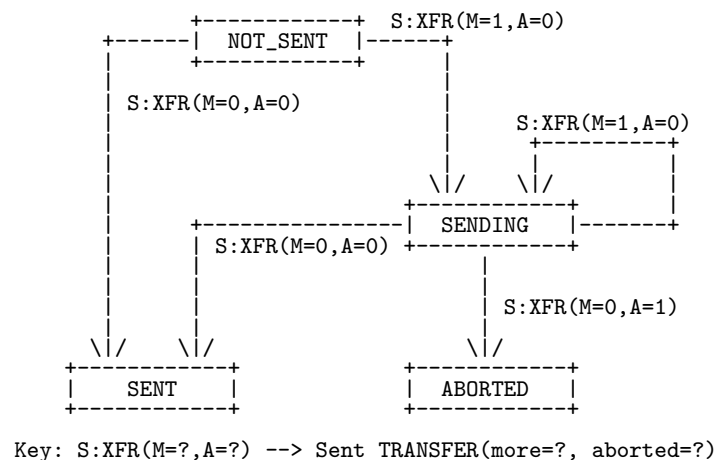 S:XFR(M=1,A=0)
NOT_SENT
S:XFR(M=0,A=0)
S:XFR(M=1,A=0)
SENDING
S:XFR(M=0,A=0)
S:XFR(M=0,A=1)
SENT ABORTED
Key: S:XFR(M=?,A=?) --> Sent TRANSFER(more=?, aborted=?)